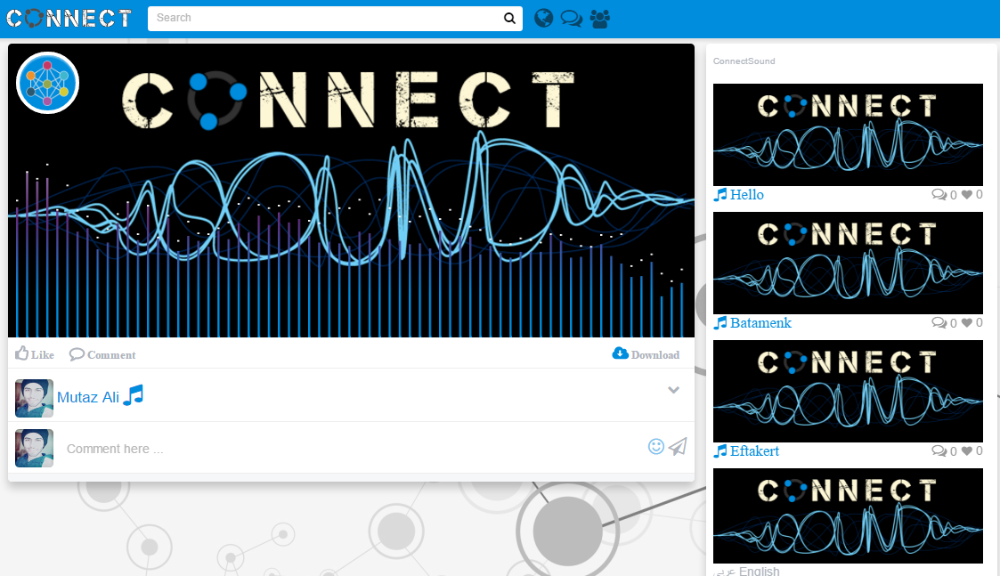 CONNECT
Search
CONNECT
SOUND
Like Comment Download
Mutaz Ali
Comment here ...
ConnectSound
CONNECT
SOUND
Hello 0 0
CONNECT
SOUND
Batamenk 0 0
CONNECT
SOUND
Eftakert 0 0
CONNECT
SOUND
عربي English